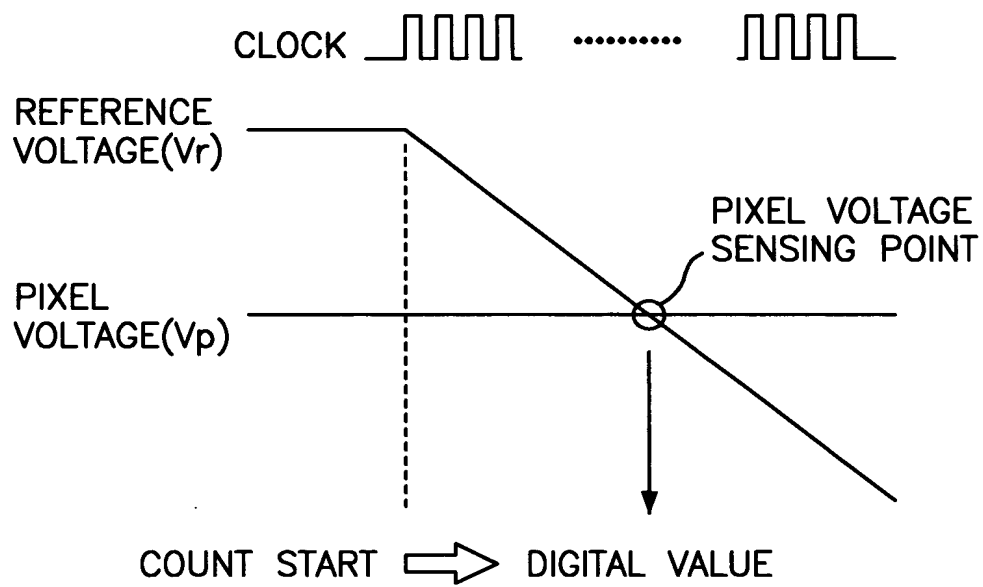 CLOCK
REFERENCE
VOLTAGE(Vr)
PIXEL VOLTAGE
SENSING POINT
PIXEL
VOLTAGE(Vp)
COUNT START
DIGITAL VALUE